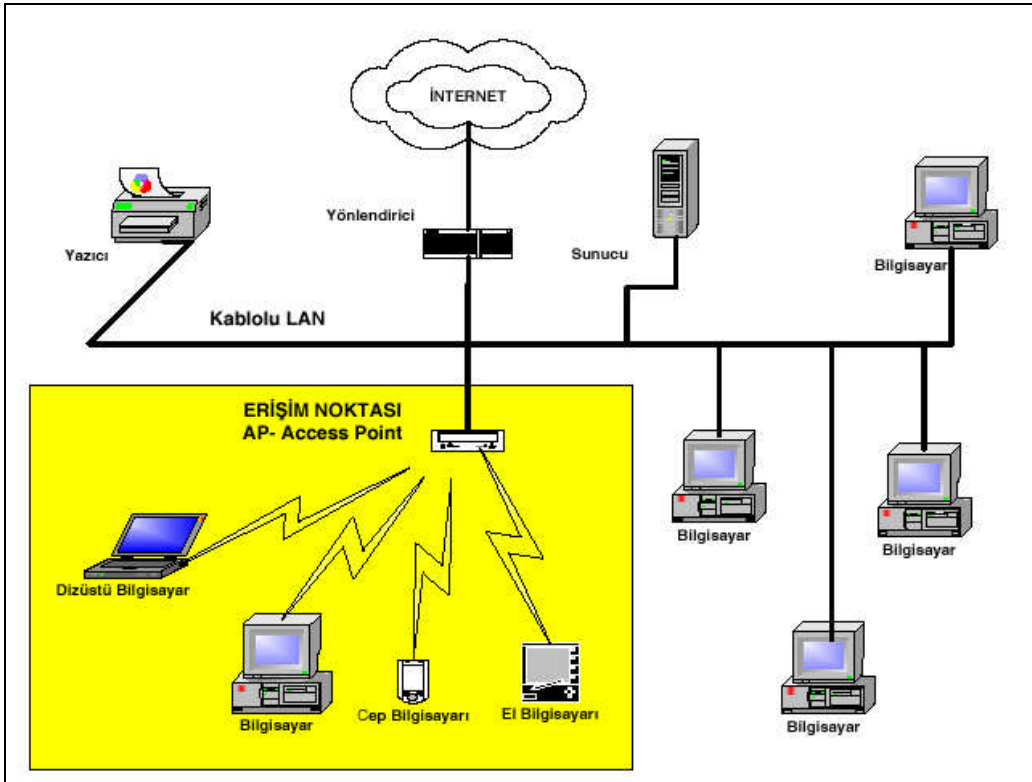 İNTERNET
Yönlendirici
Yazıcı
Sunucu
Bilgisayar
Kablolu LAN
ERİŞİM NOKTASI
AP- Access Point
Bilgisayar
Bilgisayar
Dizüstü Bilgisayar
Bilgisayar
Cep Bilgisayarı
El Bilgisayarı
Bilgisayar